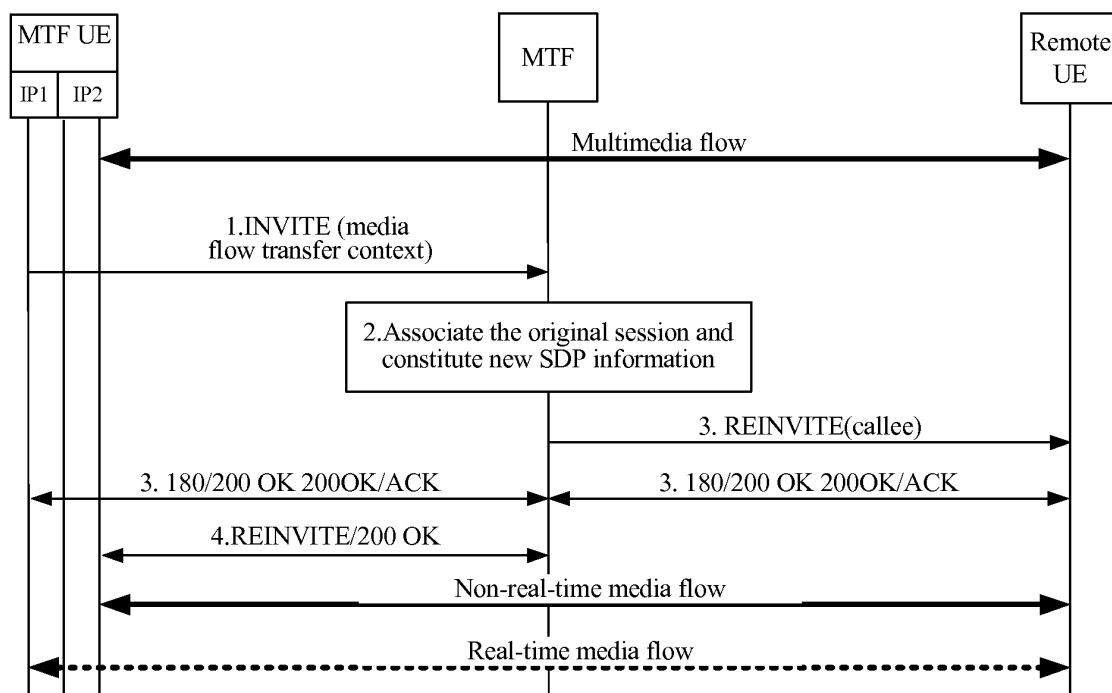 MTF UE
IP1
IP2
MTF
Remote
UE
Multimedia flow
1.INVITE (media
flow transfer context)
2.Associate the original session and
constitute new SDP information
3. REINVITE(callee)
3. 180/200 OK 200OK/ACK
3. 180/200 OK 200OK/ACK
4.REINVITE/200 OK
Non-real-time media flow
Real-time media flow